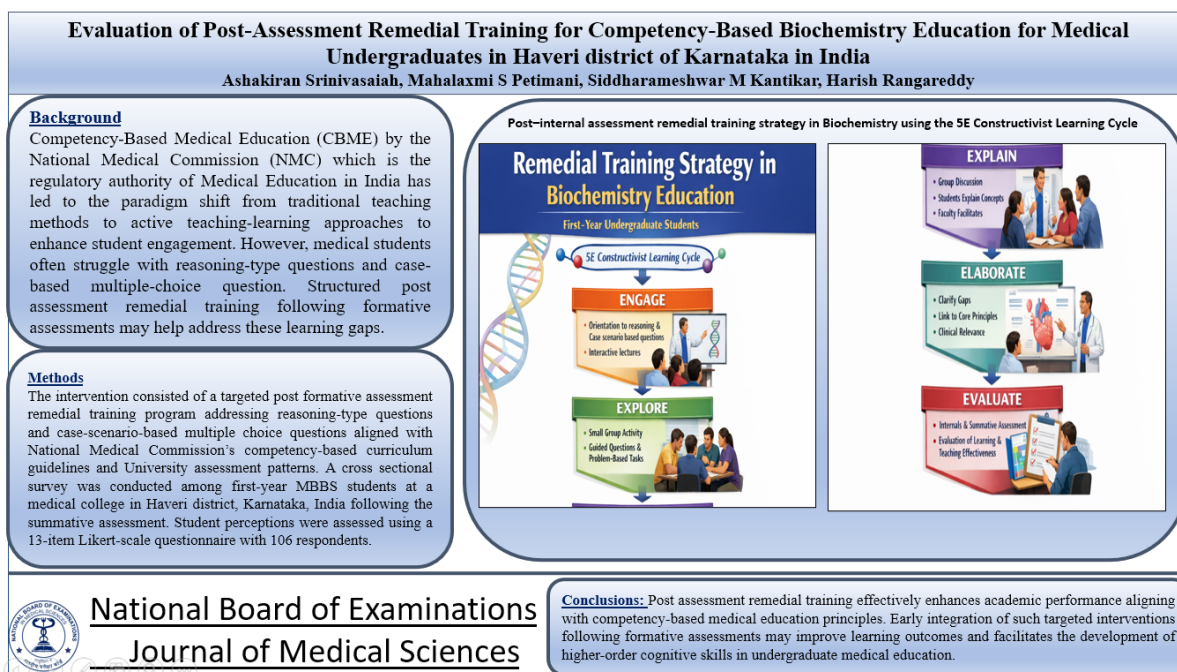 Evaluation of Post-Assessment Remedial Training for Competency-Based Biochemistry Education for Medical
Undergraduates in Haveri district of Karnataka in India
Ashakiran Srinivasaiah, Mahalaxmi S Petimani, Siddharameshwar M Kantikar, Harish Rangareddy
Background
Competency-Based Medical Education (CBME) by the
National Medical Commission (NMC) which is the
regulatory authority of Medical Education in India has
led to the paradigm shift from traditional teaching
methods to active teaching-learning approaches to
enhance student engagement. However, medical students
often struggle with reasoning-type questions and case-
based multiple-choice question. Structured post
assessment remedial training following formative
assessments may help address these learning gaps.
Methods
The intervention consisted of a targeted post formative assessment
remedial training program addressing reasoning-type questions
and case-scenario-based multiple choice questions aligned with
National Medical Commission's competency-based curriculum
guidelines and University assessment patterns. A cross sectional
survey was conducted among first-year MBBS students at a
medical college in Haveri district, Karnataka, India following the
summative assessment. Student perceptions were assessed using a
13-item Likert-scale questionnaire with 106 respondents.
Post–internal assessment remedial training strategy in Biochemistry using the 5E Constructivist Learning Cycle
Remedial Training Strategy in
Biochemistry Education
First-Year Undergraduate Students
5E Constructivist Learning Cycle
ENGAGE
• Orientation to reasoning &
Case scenario based questions
• Interactive lectures
EXPLORE
• Small Group Activity
• Guided Questions &
Problem-Based Tasks
EXPLAIN
• Group Discussion
• Students Explain Concepts
• Faculty Facilitates
ELABORATE
• Clarify Gaps
• Link to Core Principles
• Clinical Relevance
EVALUATE
• Internals & Summative Assessment
• Evaluation of Learning &
Teaching Effectiveness
National Board of Examinations
Journal of Medical Sciences
Conclusions: Post assessment remedial training effectively enhances academic performance aligning
with competency-based medical education principles. Early integration of such targeted interventions
following formative assessments may improve learning outcomes and facilitates the development of
higher-order cognitive skills in undergraduate medical education.